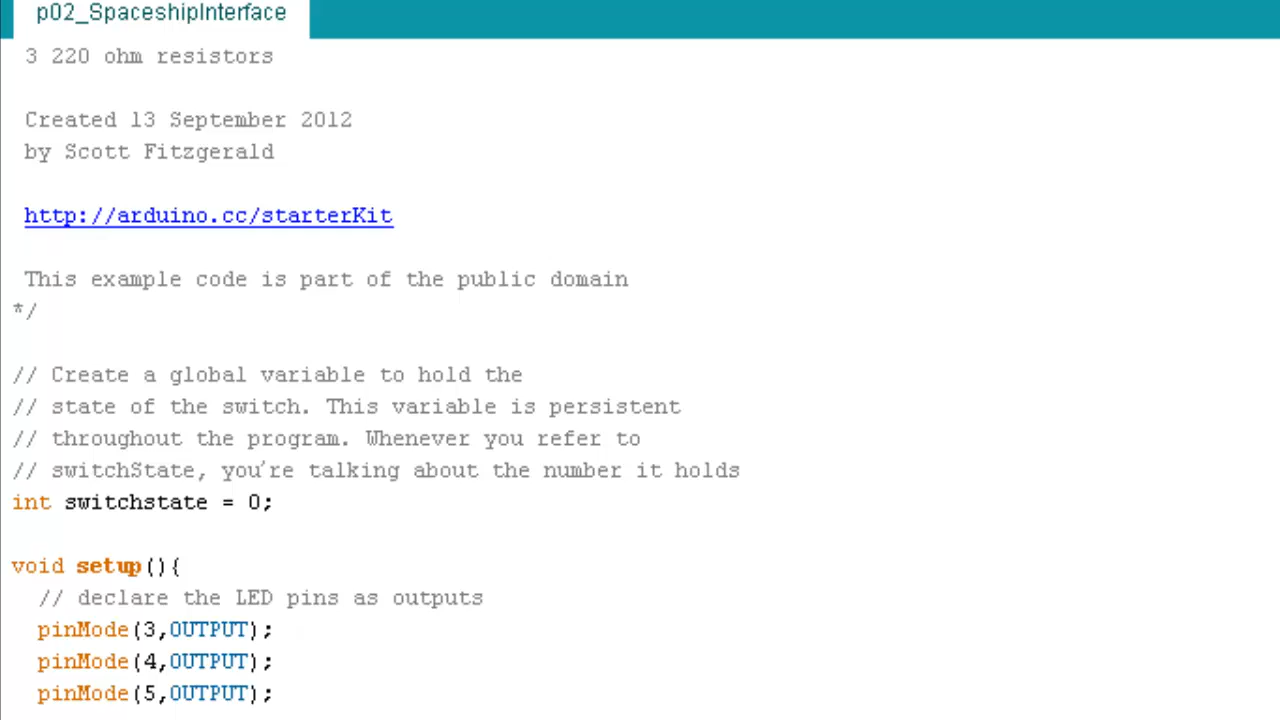 p02_SpaceshipInterface
3 220 ohm resistors
Created 13 September 2012
by Scott Fitzgerald
http://arduino.cc/starterKit
This example code is part of the public domain
*/
// Create a global variable to hold the
// state of the switch. This variable is persistent
// throughout the program. Whenever you refer to
// switchState, you’re talking about the number it holds
int switchstate = 0;
void setup(){
// declare the LED pins as outputs
pinMode(3,OUTPUT);
pinMode(4,OUTPUT);
pinMode(5,OUTPUT);